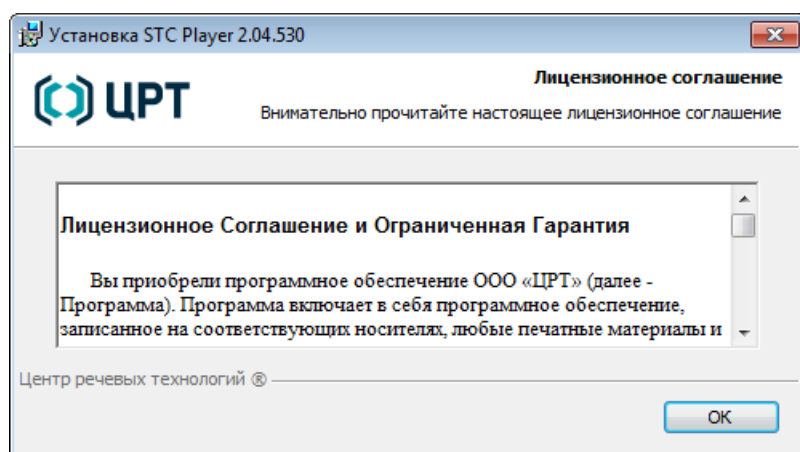 Установка STC Player 2.04.530
ЦРТ
Лицензионное соглашение
Внимательно прочитайте настоящее лицензионное соглашение
Лицензионное Соглашение и Ограниченная Гарантия
Вы приобрели программное обеспечение ООО «ЦРТ» (далее -
Программа). Программа включает в себя программное обеспечение,
записанное на соответствующих носителях, любые печатные материалы и
Центр речевых технологий ®
OK